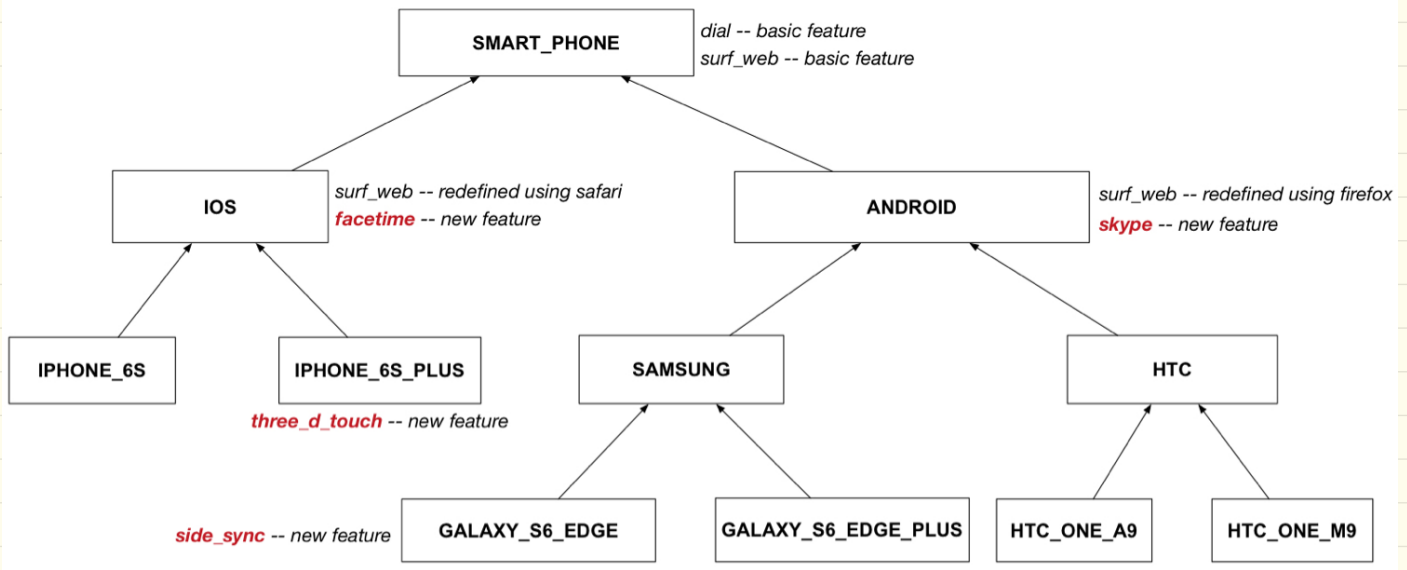 SMART_PHONE
dial -- basic feature
surf_web -- basic feature
IOS
surf_web -- redefined using safari
facetime -- new feature
ANDROID
surf_web -- redefined using firefox
skype -- new feature
IPHONE_6S
IPHONE_6S_PLUS
three_d_touch -- new feature
SAMSUNG
HTC
side_sync -- new feature
GALAXY_S6_EDGE
GALAXY_S6_EDGE_PLUS
HTC_ONE_A9
HTC_ONE_M9